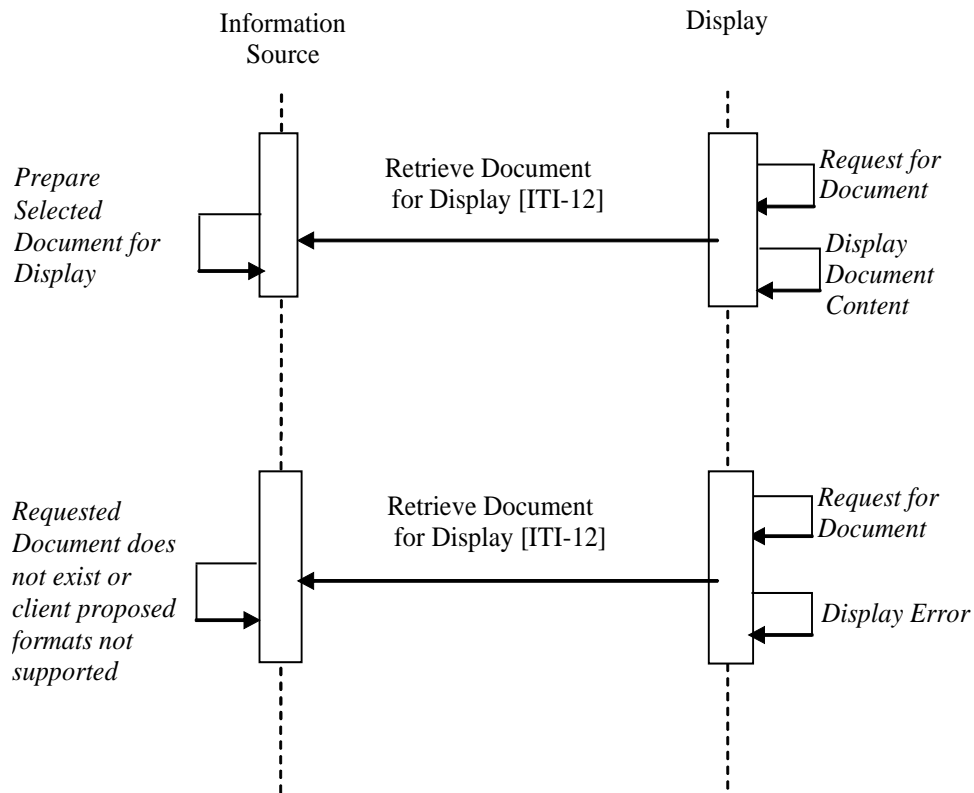 Information
Source
Display
Prepare
Selected
Document for
Display
Retrieve Document
for Display [ITI-12]
Request for
Document
Display
Document
Content
Requested
Document does
not exist or
client proposed
formats not
supported
Retrieve Document
for Display [ITI-12]
Request for
Document
Display Error